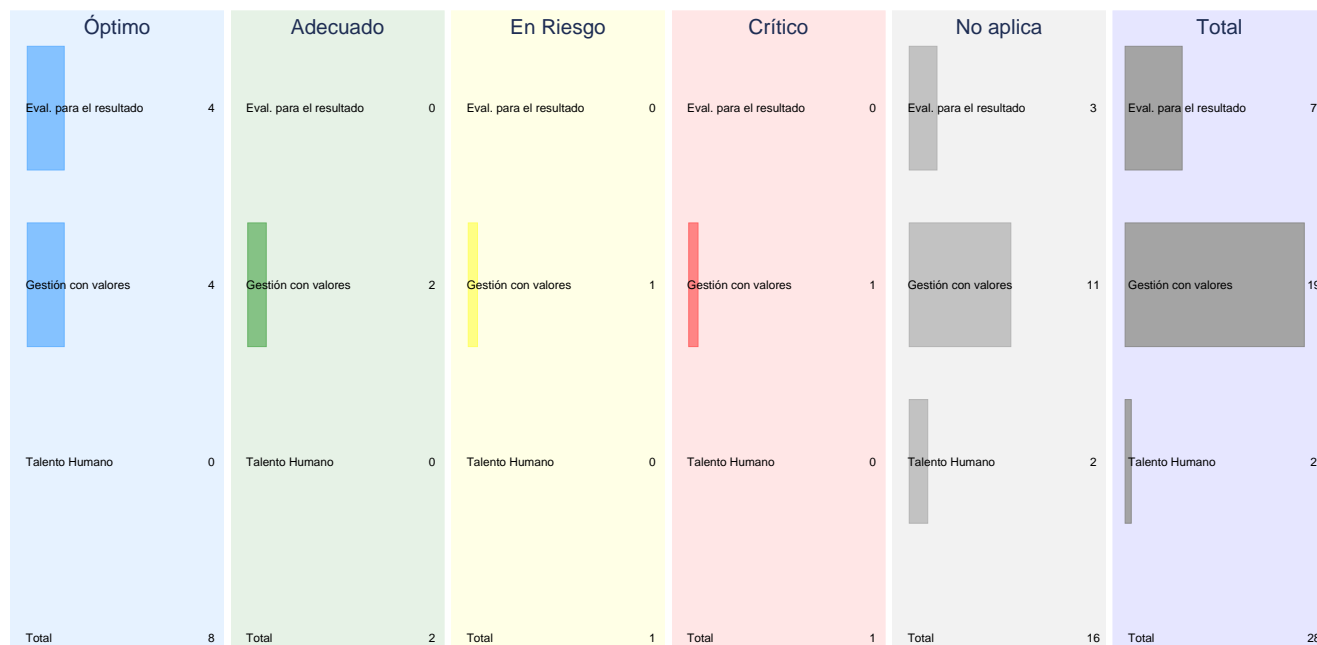 Óptimo Adecuado En Riesgo Crítico No aplica Total
Eval. para el resultado 4 Eval. para el resultado 0 Eval. para el resultado 0 Eval. para el resultado 0 Eval. para el resultado 3 Eval. para el resultado 7
Gestión con valores 4 Gestión con valores 2 Gestión con valores 1 Gestión con valores 1 Gestión con valores 11 Gestión con valores 19
Talento Humano 0 Talento Humano 0 Talento Humano 0 Talento Humano 0 Talento Humano 2 Talento Humano 2
Total 8 Total 2 Total 1 Total 1 Total 16 Total 28